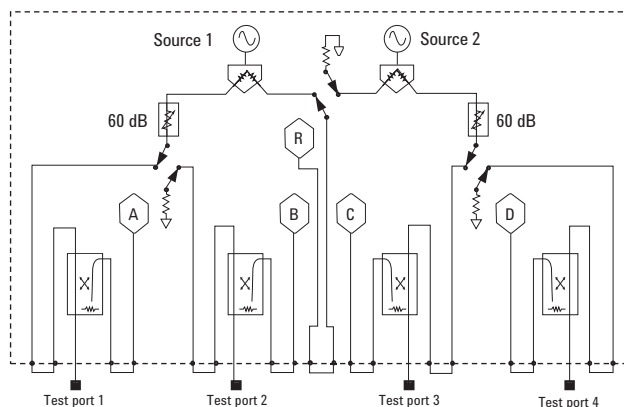 Source 1
Source 2
60 dB
60 dB
R
A
B
C
D
Test port 1
Test port 2
Test port 3
Test port 4